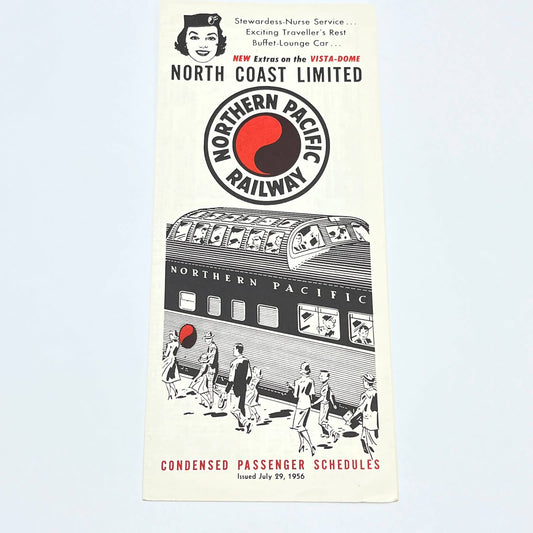 Stewardess-Nurse Service...
Exciting Traveller's Rest
Buffet-Lounge Car...
NEW Extras on the VISTA-DOME
NORTH COAST LIMITED
NORTHERN PACIFIC
RAILWAY
NORTHERN PACIFIC
CONDENSED PASSENGER SCHEDULES
Issued July 29, 1956